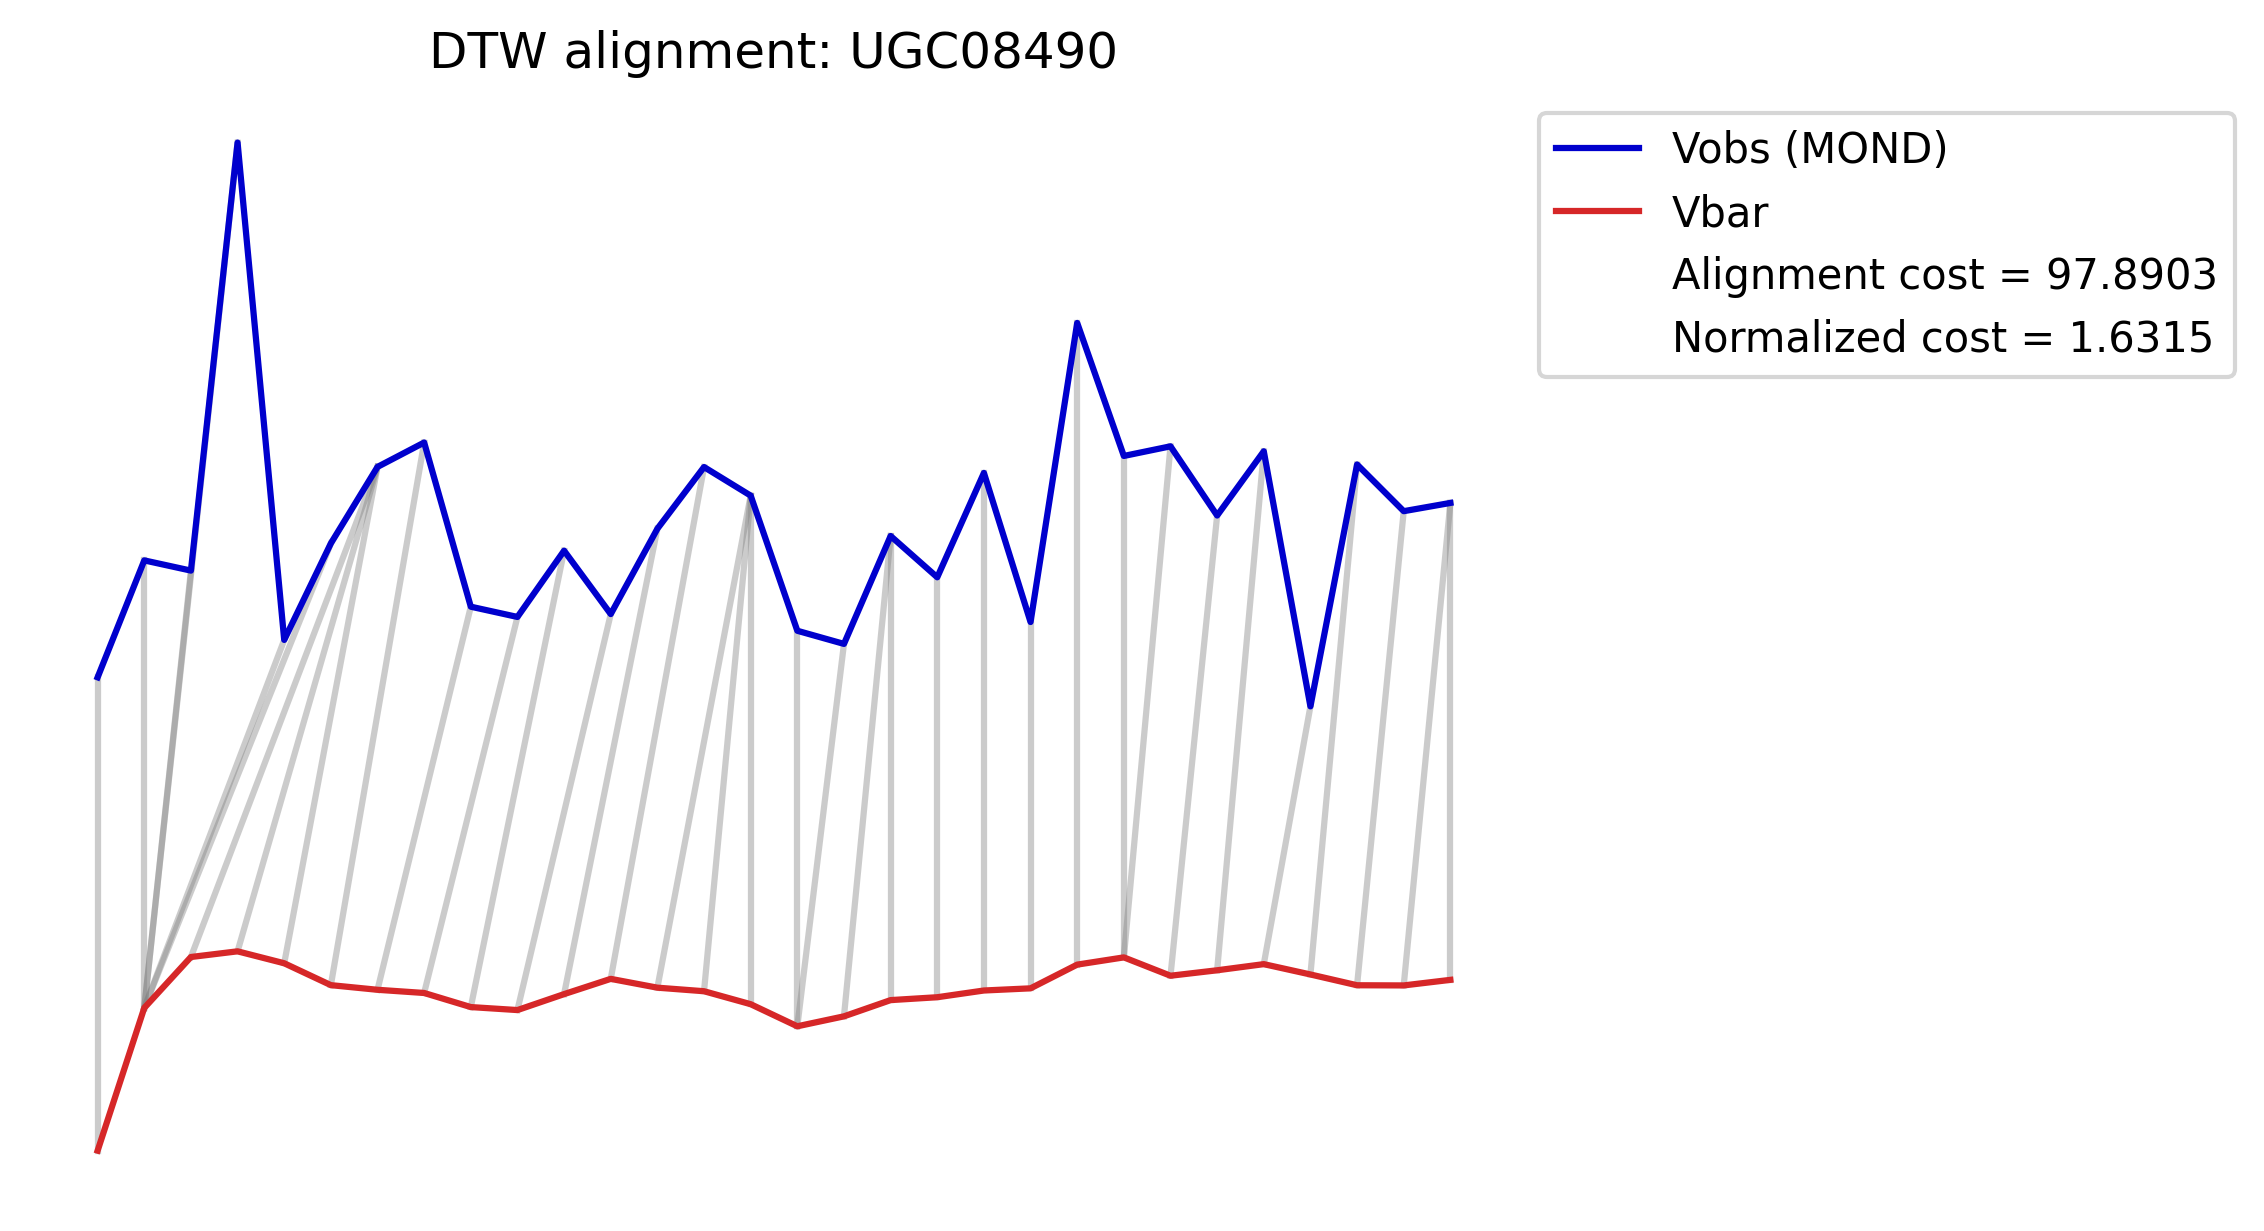 DTW alignment: UGC08490
Vobs (MOND)
Vbar
Alignment cost = 97.8903
Normalized cost = 1.6315